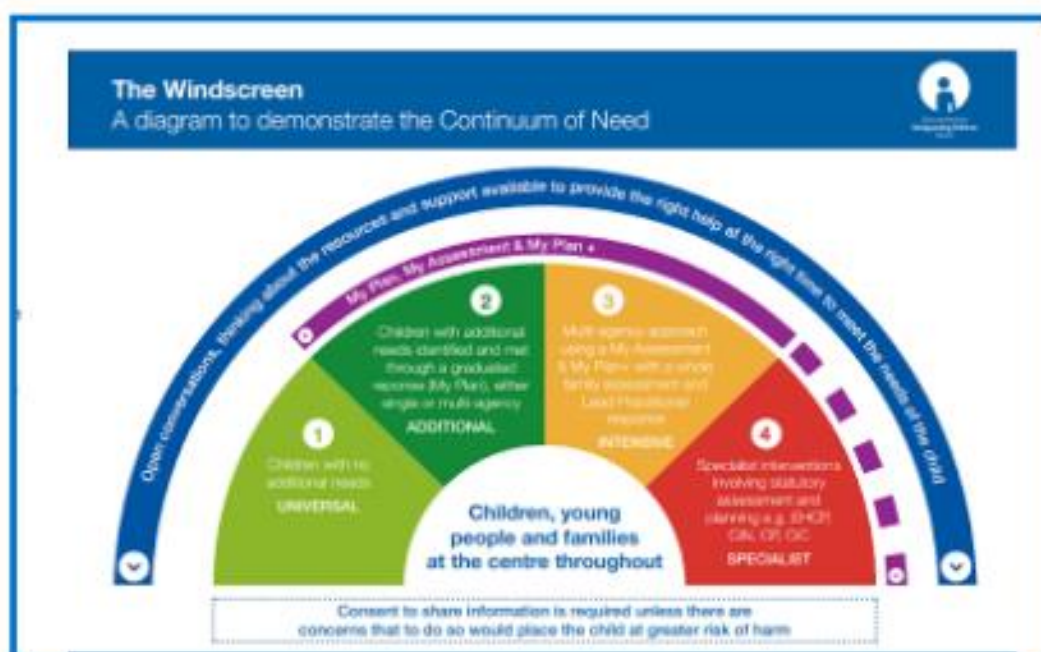 The Windscreen
A diagram to demonstrate the Continuum of Need
Open conversations, thinking about the resources and support available to provide the right help at the right time to meet the needs of the child
My Plan, My Assessment & My Plan +
1
Children with no
additional needs
UNIVERSAL
2
Children with additional
needs identified and met
through a graduated
reponse (My Plan), either
single or multi-agency
ADDITIONAL
3
Multi-agency approach
using a My Assessment
& My Plan+ with a whole
family assessment and
Lead Practitioner
response
INTENSIVE
4
Specialist interventions
involving statutory
assessment and
planning e.g. (EHCP,
CiN, CP, CiC
SPECIALIST
Children, young
people and families
at the centre throughout
Consent to share information is required unless there are
concerns that to do so would place the child at greater risk of harm